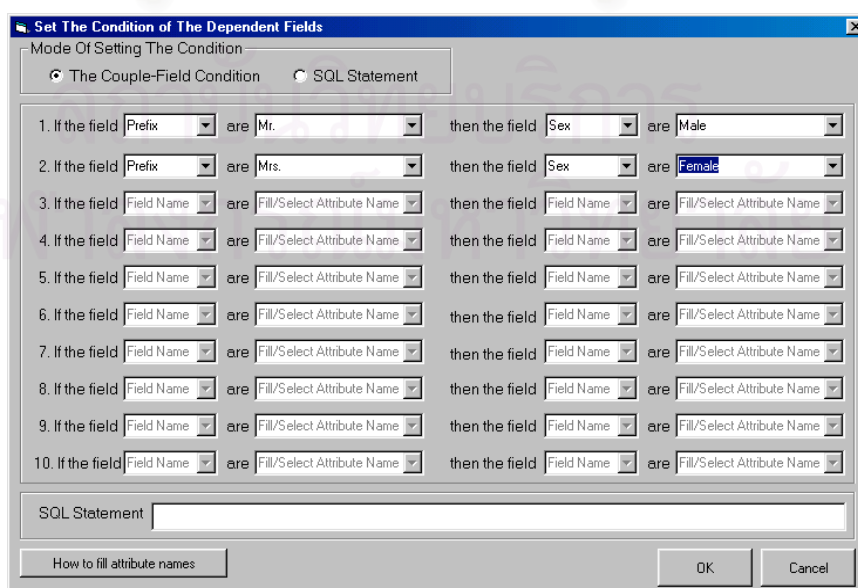 Set The Condition of The Dependent Fields
Mode Of Setting The Condition
The Couple-Field Condition SQL Statement
1. If the field Prefix are Mr. then the field Sex are Male
2. If the field Prefix are Mrs. then the field Sex are Female
3. If the field Field Name are Fill/Select Attribute Name then the field Field Name are Fill/Select Attribute Name
4. If the field Field Name are Fill/Select Attribute Name then the field Field Name are Fill/Select Attribute Name
5. If the field Field Name are Fill/Select Attribute Name then the field Field Name are Fill/Select Attribute Name
6. If the field Field Name are Fill/Select Attribute Name then the field Field Name are Fill/Select Attribute Name
7. If the field Field Name are Fill/Select Attribute Name then the field Field Name are Fill/Select Attribute Name
8. If the field Field Name are Fill/Select Attribute Name then the field Field Name are Fill/Select Attribute Name
9. If the field Field Name are Fill/Select Attribute Name then the field Field Name are Fill/Select Attribute Name
10. If the field Field Name are Fill/Select Attribute Name then the field Field Name are Fill/Select Attribute Name
SQL Statement
How to fill attribute names OK Cancel